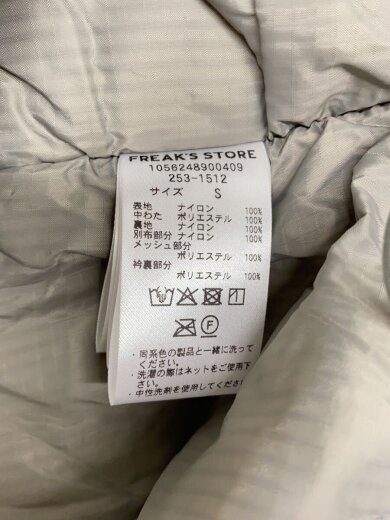 FREAK'S STORE
1056248900409
253-1512
サイズ S
表地 ナイロン 100%
中わた ポリエステル 100%
裏地 ナイロン 100%
別布部分 ナイロン 100%
メッシュ部分
ポリエステル 100%
衿裏部分
ポリエステル 100%
F
・同系色の製品と一緒に洗って
ください。
・洗濯の際はネットをご使用下
さい。
・中性洗剤を使用してください